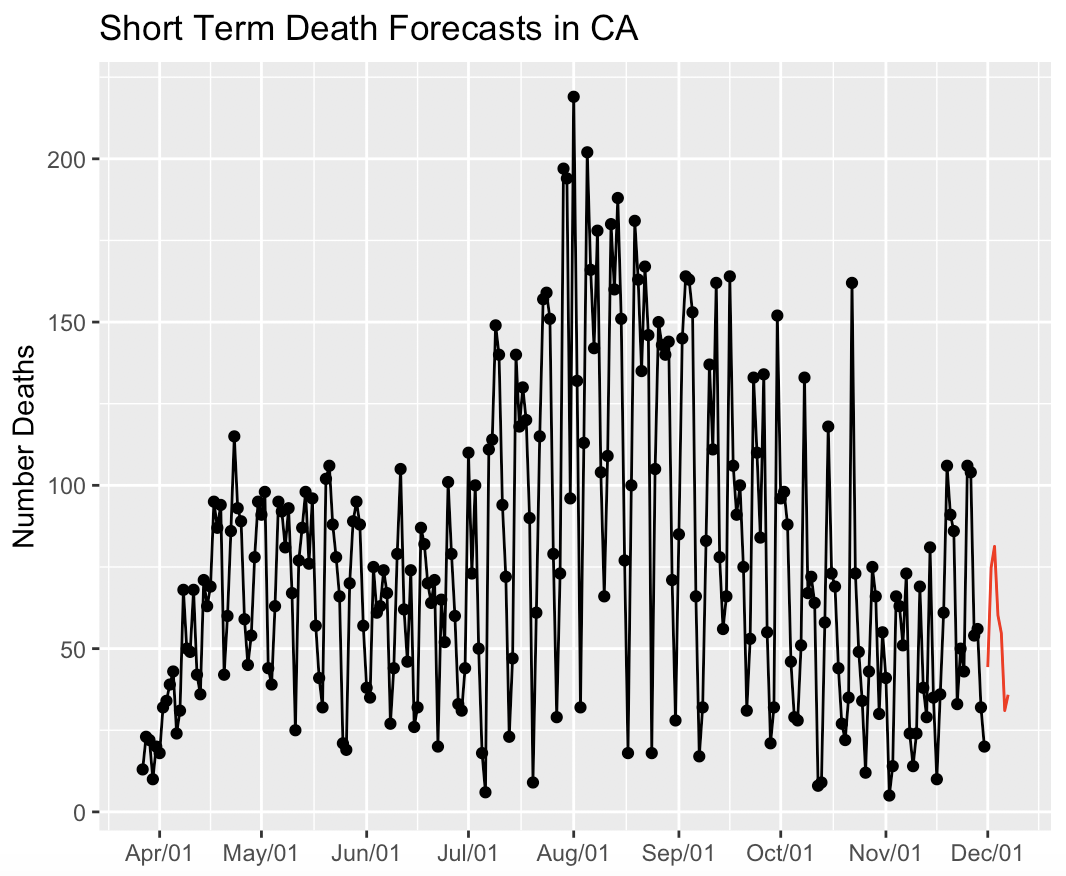 Short Term Death Forecasts in CA
Number Deaths
200
150
100
50
0
Apr/01 May/01 Jun/01 Jul/01 Aug/01 Sep/01 Oct/01 Nov/01 Dec/01